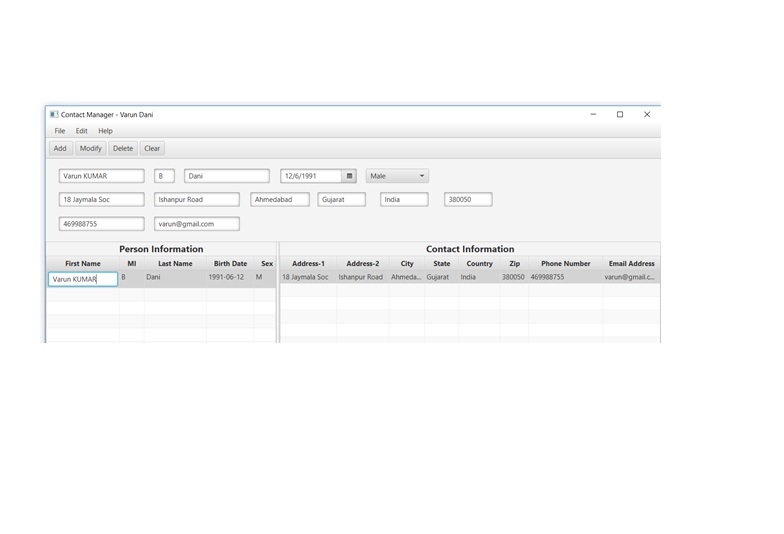 Contact Manager - Varun Dani
File Edit Help
Add Modify Delete Clear
Varun KUMAR B Dani 12/6/1991 Male
18 Jaymala Soc Ishanpur Road Ahmedabad Gujarat India 380050
469988755 varun@gmail.com
Person Information Contact Information
First Name MI Last Name Birth Date Sex Address-1 Address-2 City State Country Zip Phone Number Email Address
Varun KUMAR B Dani 1991-06-12 M 18 Jaymala Soc Ishanpur Road Ahmeda... Gujarat India 380050 469988755 varun@gmail.c...